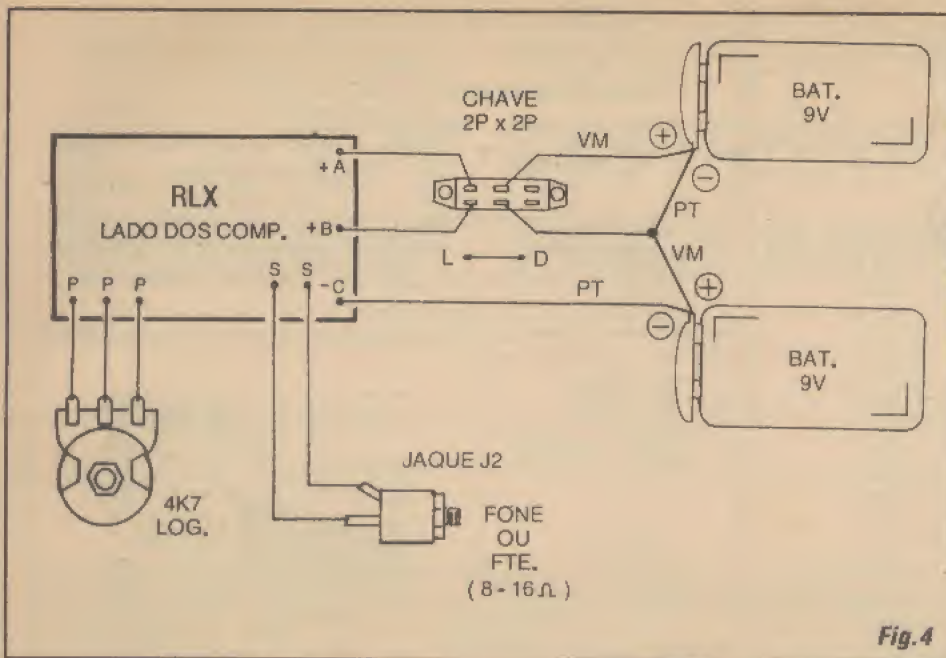 CHAVE
2P x 2P
VM
BAT.
9V
+
−
PT
+A
RLX
LADO DOS COMP.
+B
L D
VM
+
S S
−C
PT
−
P P P
BAT.
9V
JAQUE J2
4K7
LOG.
FONE
OU
FTE.
(8-16Ω)
Fig.4